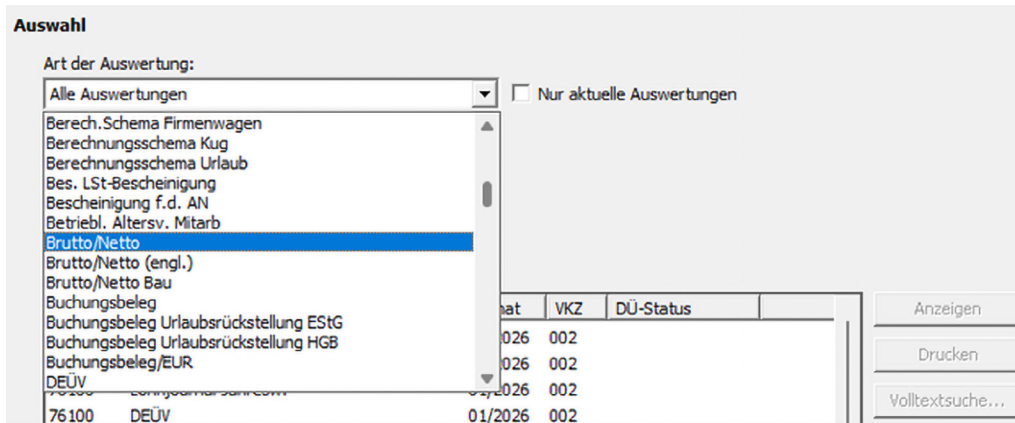 Auswahl
Art der Auswertung:
Alle Auswertungen
Nur aktuelle Auswertungen
Berech.Schema Firmenwagen
Berechnungsschema Kug
Berechnungsschema Urlaub
Bes. LSt-Bescheinigung
Bescheinigung f.d. AN
Betriebl. Altersv. Mitarb
Brutto/Netto
Brutto/Netto (engl.)
Brutto/Netto Bau
Buchungsbeleg
Buchungsbeleg Urlaubsrückstellung EStG
Buchungsbeleg Urlaubsrückstellung HGB
Buchungsbeleg/EUR
DEÜV
nat VKZ DÜ-Status
026 002
026 002
026 002
76100 DEÜV 01/2026 002
Anzeigen
Drucken
Volltextsuche...